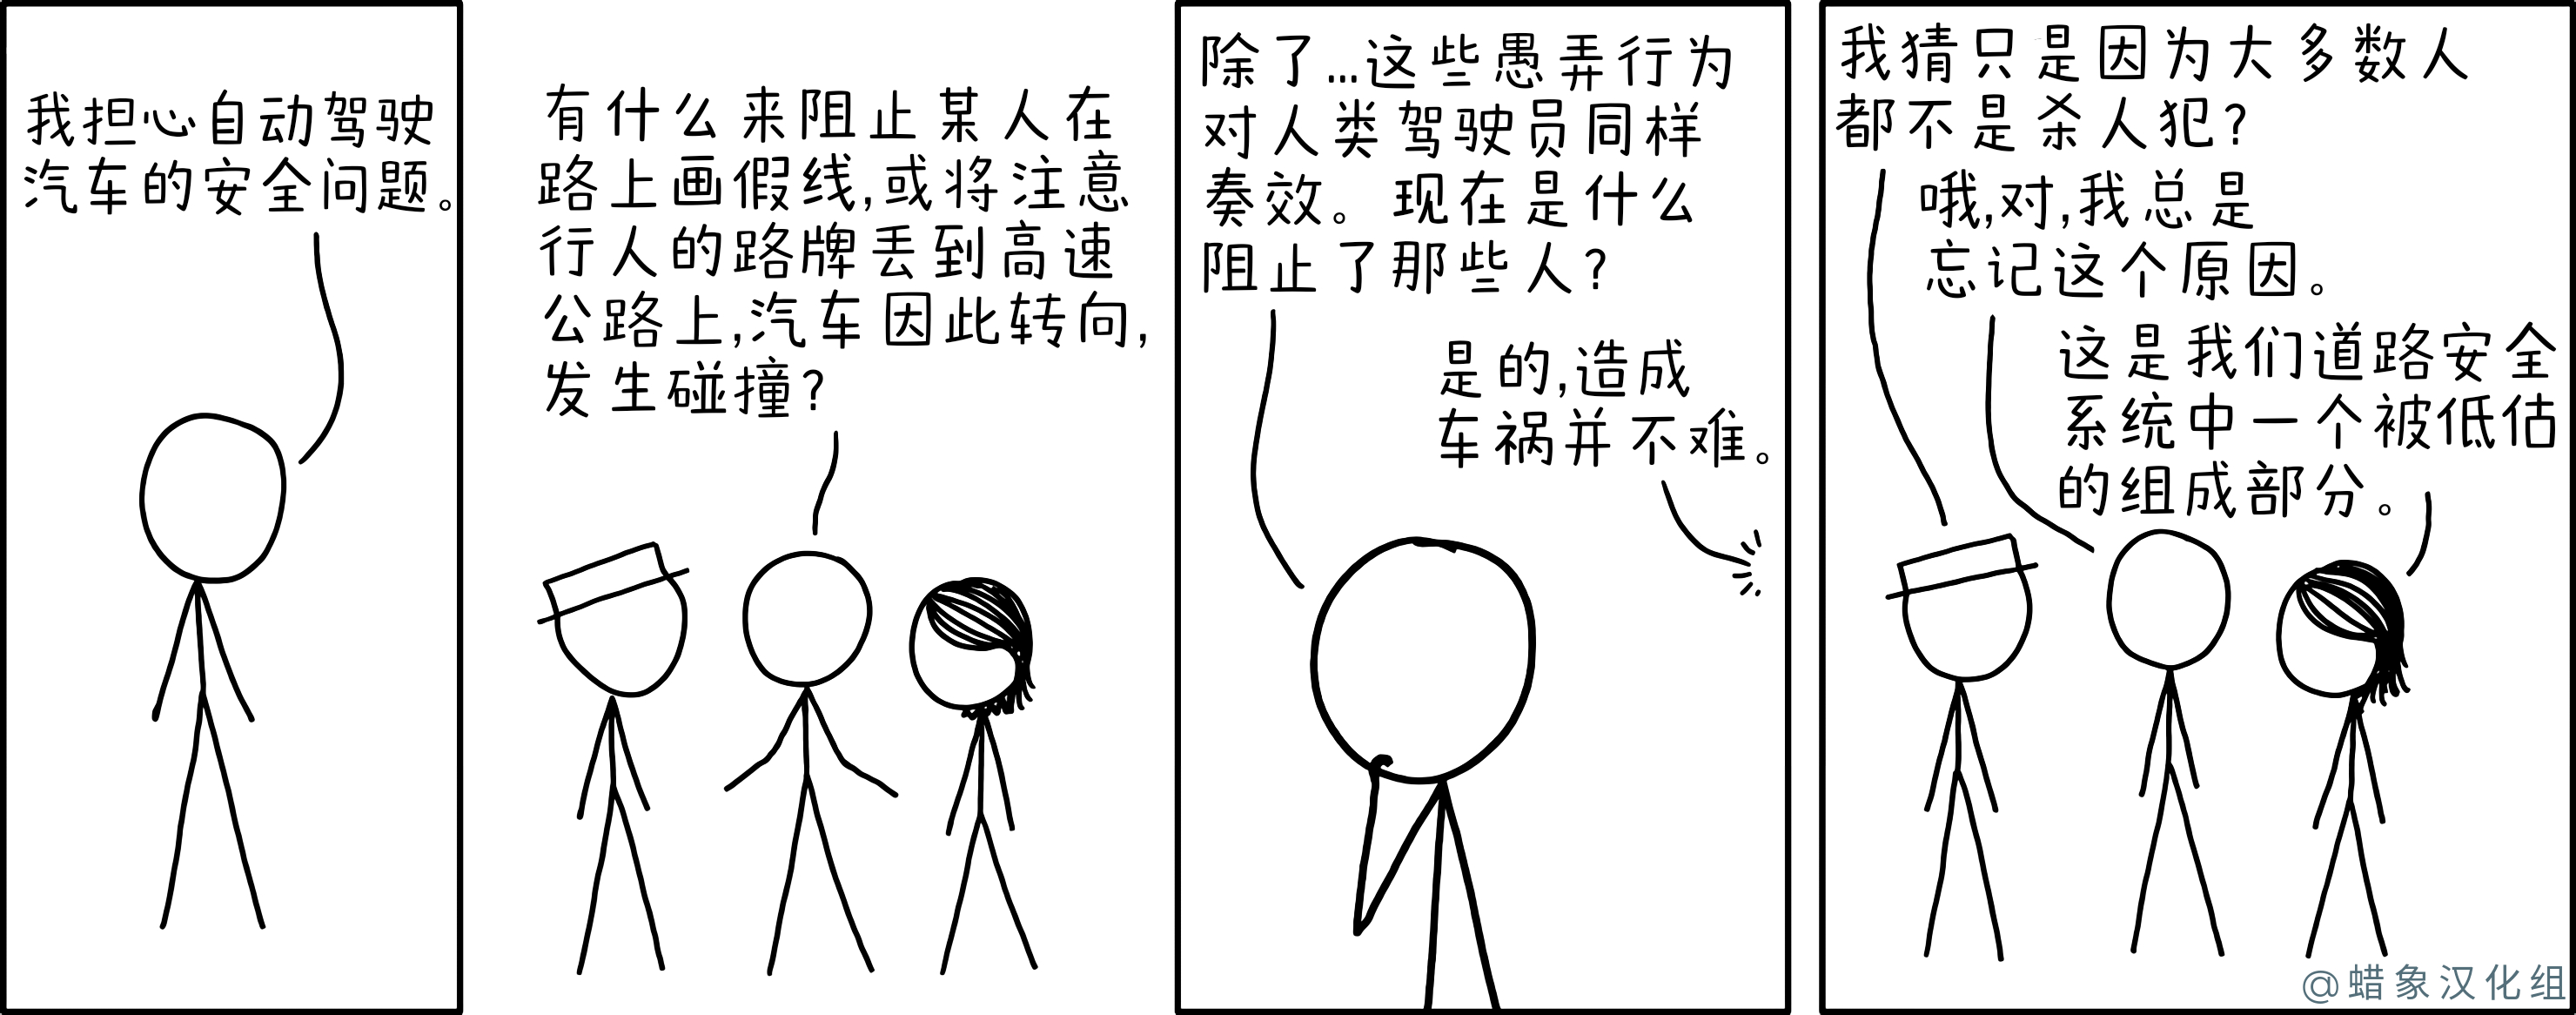 我担心自动驾驶
汽车的安全问题。
有什么来阻止某人在
路上画假线,或将注意
行人的路牌丢到高速
公路上,汽车因此转向,
发生碰撞?
除了...这些愚弄行为
对人类驾驶员同样
奏效。现在是什么
阻止了那些人?
是的,造成
车祸并不难。
我猜只是因为大多数人
都不是杀人犯?
哦,对,我总是
忘记这个原因。
这是我们道路安全
系统中一个被低估
的组成部分。
@蜡象汉化组